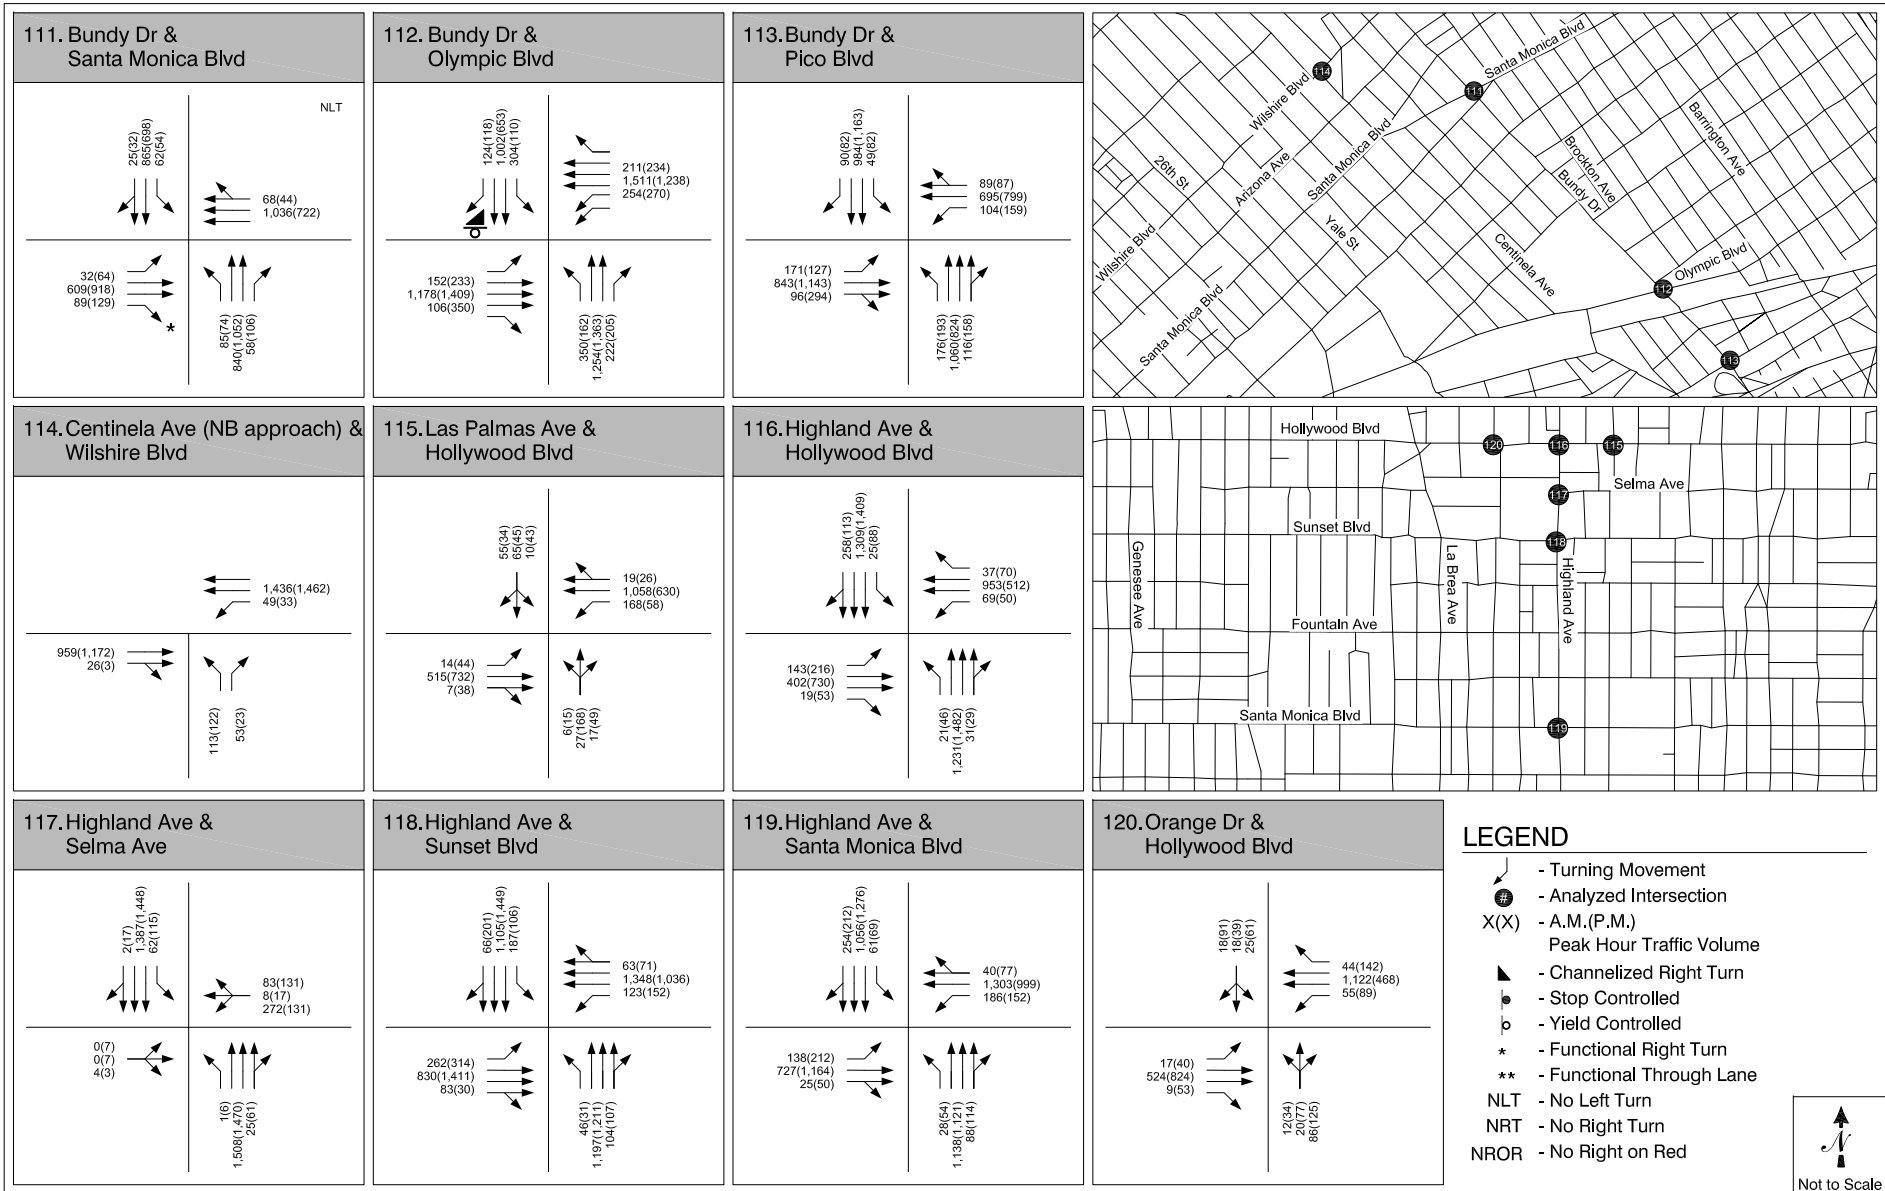 111. Bundy Dr &
Santa Monica Blvd
NLT
25(32)
865(698)
62(54)
68(44)
1,036(722)
32(64)
609(918)
89(129)
*
85(74)
840(1,052)
58(106)
112. Bundy Dr &
Olympic Blvd
124(118)
1,002(653)
304(110)
211(234)
1,511(1,238)
254(270)
152(233)
1,178(1,409)
106(350)
350(162)
1,254(1,363)
222(205)
113. Bundy Dr &
Pico Blvd
90(82)
984(1,163)
49(82)
89(87)
695(799)
104(159)
171(127)
843(1,143)
96(294)
176(193)
1,060(824)
116(158)
Santa Monica Blvd
114
111
Wilshire Blvd
Barrington Ave
Brockton Ave
Bundy Dr
26th St
Arizona Ave
Santa Monica Blvd
Yale St
Centinela Ave
Wilshire Blvd
Olympic Blvd
112
Santa Monica Blvd
113
114. Centinela Ave (NB approach) &
Wilshire Blvd
1,436(1,462)
49(33)
959(1,172)
26(3)
113(122)
53(23)
115. Las Palmas Ave &
Hollywood Blvd
55(34)
65(45)
10(43)
19(26)
1,058(630)
168(58)
14(44)
515(732)
7(38)
6(15)
27(168)
17(49)
116. Highland Ave &
Hollywood Blvd
258(113)
1,309(1,409)
25(88)
37(70)
953(512)
69(50)
143(216)
402(730)
19(53)
21(46)
1,231(1,482)
31(29)
Hollywood Blvd
120
116
115
Selma Ave
117
Sunset Blvd
118
Genesee Ave
La Brea Ave
Highland Ave
Fountain Ave
Santa Monica Blvd
119
117. Highland Ave &
Selma Ave
2(17)
1,387(1,448)
62(115)
83(131)
8(17)
272(131)
0(7)
0(7)
4(3)
1(6)
1,508(1,470)
25(61)
118. Highland Ave &
Sunset Blvd
66(201)
1,105(1,449)
187(106)
63(71)
1,348(1,036)
123(152)
262(314)
830(1,411)
83(30)
46(31)
1,197(1,211)
104(107)
119. Highland Ave &
Santa Monica Blvd
254(212)
1,056(1,276)
61(69)
40(77)
1,303(999)
186(152)
138(212)
727(1,164)
25(50)
28(54)
1,138(1,121)
88(114)
120. Orange Dr &
Hollywood Blvd
18(91)
18(39)
25(61)
44(142)
1,122(468)
55(89)
17(40)
524(824)
9(53)
12(34)
20(77)
86(125)
LEGEND
- Turning Movement
# - Analyzed Intersection
X(X) - A.M.(P.M.)
Peak Hour Traffic Volume
- Channelized Right Turn
- Stop Controlled
- Yield Controlled
* - Functional Right Turn
** - Functional Through Lane
NLT - No Left Turn
NRT - No Right Turn
NROR - No Right on Red
N
Not to Scale